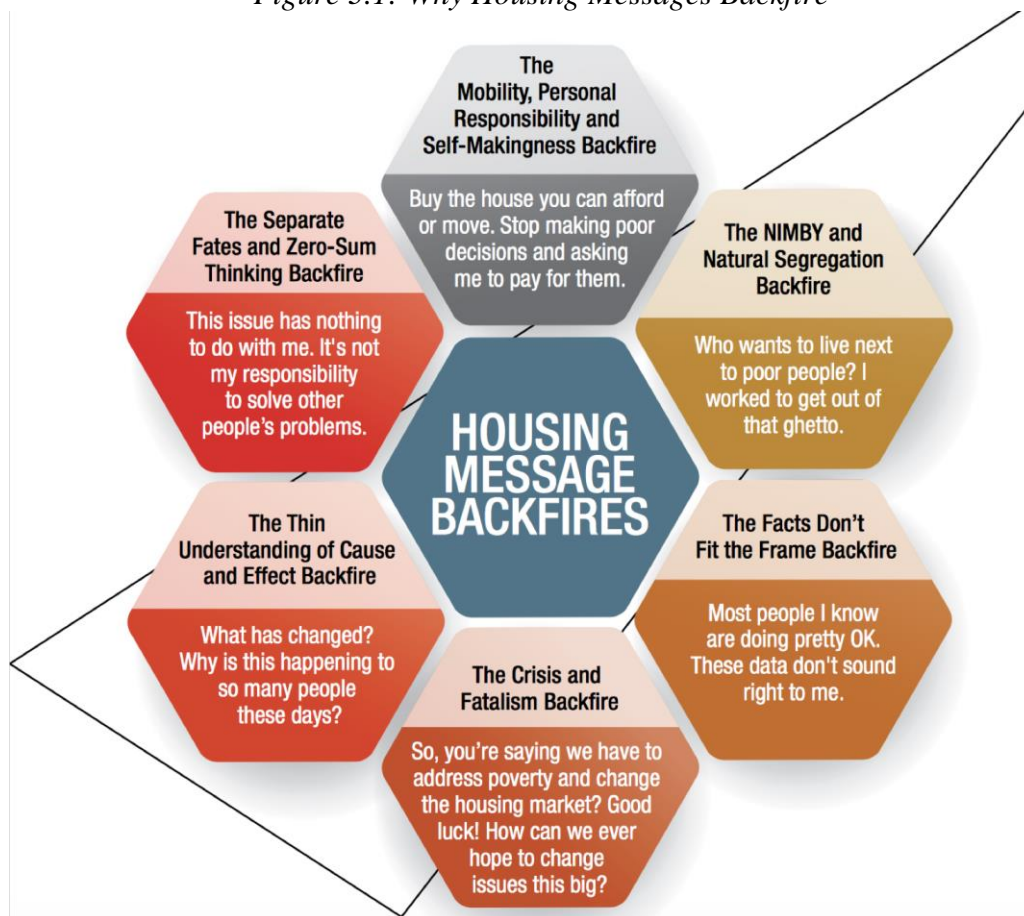 Figure 3.1: Why Housing Messages Backfire
The
Mobility, Personal
Responsibility and
Self-Makingness Backfire
Buy the house you can afford
or move. Stop making poor
decisions and asking
me to pay for them.
The Separate
Fates and Zero-Sum
Thinking Backfire
This issue has nothing
to do with me. It's not
my responsibility
to solve other
people's problems.
The NIMBY and
Natural Segregation
Backfire
Who wants to live next
to poor people? I
worked to get out of
that ghetto.
HOUSING
MESSAGE
BACKFIRES
The Thin
Understanding of Cause
and Effect Backfire
What has changed?
Why is this happening to
so many people
these days?
The Facts Don't
Fit the Frame Backfire
Most people I know
are doing pretty OK.
These data don't sound
right to me.
The Crisis and
Fatalism Backfire
So, you're saying we have to
address poverty and change
the housing market? Good
luck! How can we ever
hope to change
issues this big?